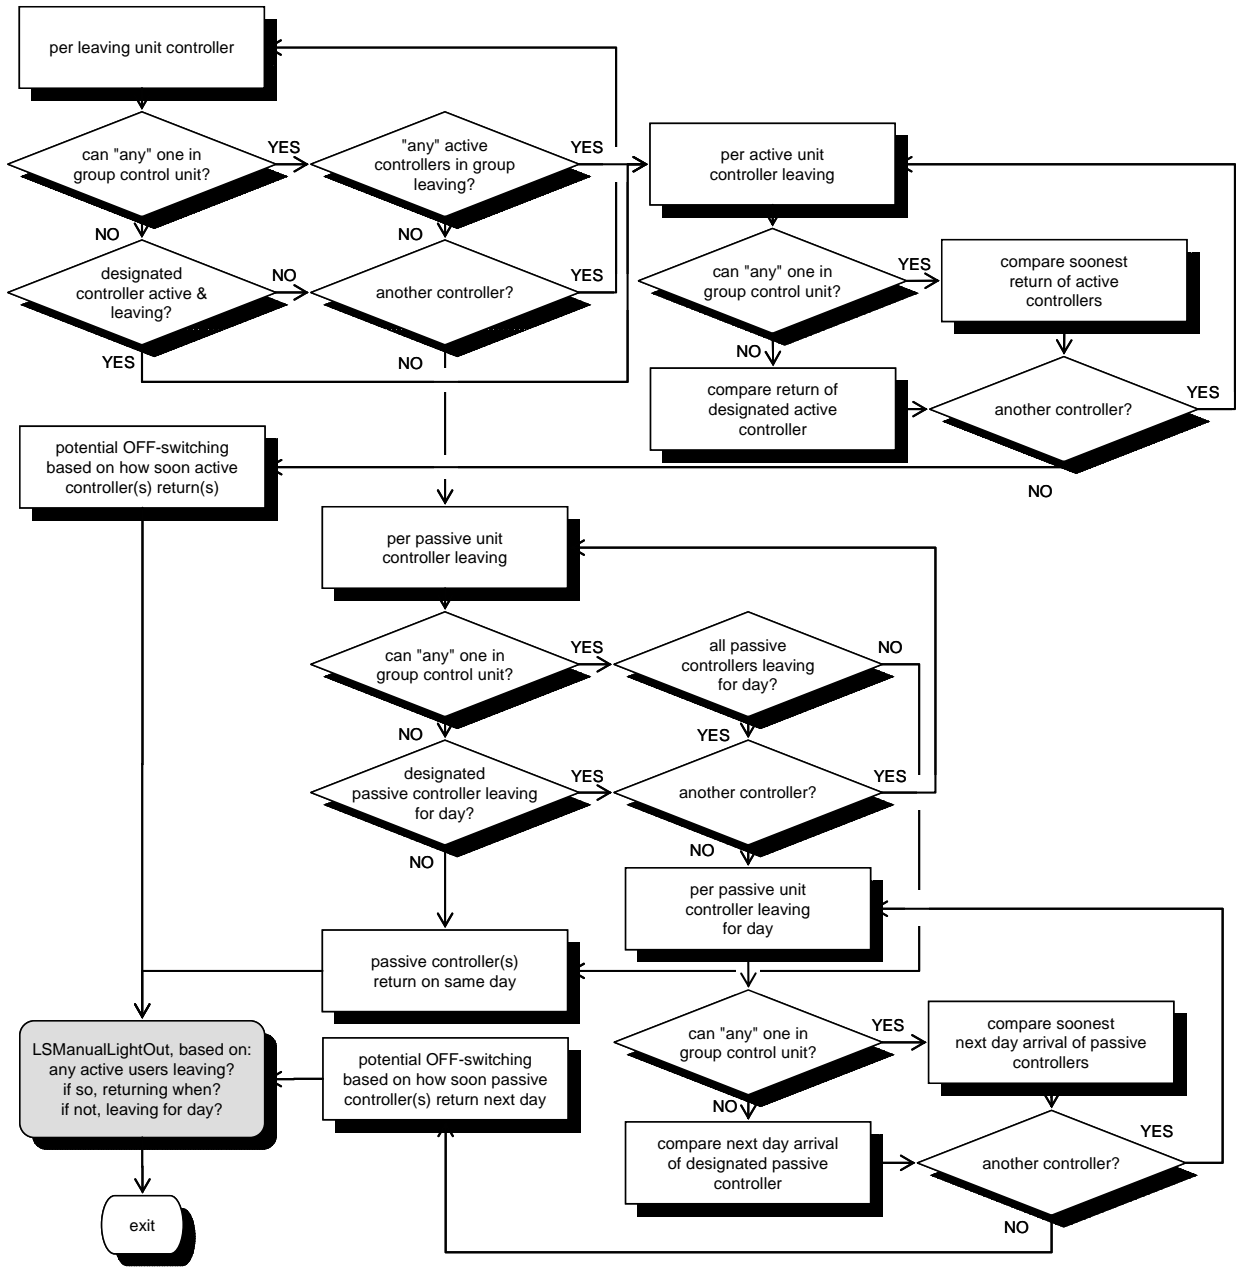 per leaving unit controller
can "any" one in
group control unit?
YES
"any" active
controllers in group
leaving?
YES
NO
NO
designated
controller active &
leaving?
NO
another controller?
YES
YES
NO
per active unit
controller leaving
can "any" one in
group control unit?
YES
compare soonest
return of active
controllers
NO
compare return of
designated active
controller
another controller?
YES
NO
potential OFF-switching
based on how soon active
controller(s) return(s)
per passive unit
controller leaving
can "any" one in
group control unit?
YES
all passive
controllers leaving
for day?
NO
NO
YES
designated
passive controller leaving
for day?
YES
another controller?
YES
NO
NO
per passive unit
controller leaving
for day
passive controller(s)
return on same day
can "any" one in
group control unit?
YES
compare soonest
next day arrival of passive
controllers
NO
compare next day arrival
of designated passive
controller
another controller?
YES
NO
potential OFF-switching
based on how soon passive
controller(s) return next day
LSManualLightOut, based on:
any active users leaving?
if so, returning when?
if not, leaving for day?
exit